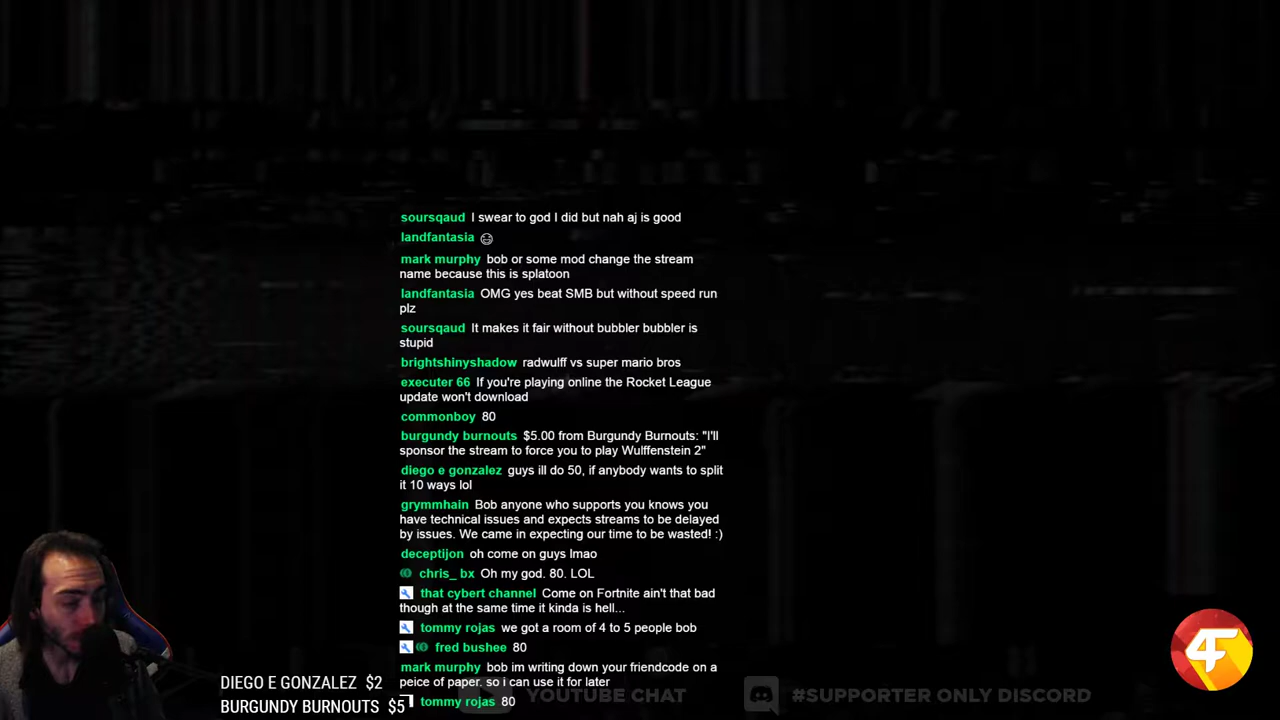 soursqaud I swear to god I did but nah aj is good
landfantasia
mark murphy bob or some mod change the stream
name because this is splatoon
landfantasia OMG yes beat SMB but without speed run
plz
soursqaud It makes it fair without bubbler bubbler is
stupid
brightshinyshadow radwulff vs super mario bros
executer 66 If you're playing online the Rocket League
update won't download
commonboy 80
burgundy burnouts $5.00 from Burgundy Burnouts: "I'll
sponsor the stream to force you to play Wulffenstein 2"
diego e gonzalez guys ill do 50, if anybody wants to split
it 10 ways lol
grymmhain Bob anyone who supports you knows you
have technical issues and expects streams to be delayed
by issues. We came in expecting our time to be wasted! :)
deceptijon oh come on guys lmao
chris_ bx Oh my god. 80. LOL
that cybert channel Come on Fortnite ain't that bad
though at the same time it kinda is hell...
tommy rojas we got a room of 4 to 5 people bob
fred bushee 80
mark murphy bob im writing down your friendcode on a
peice of paper. so i can use it for later
tommy rojas 80
DIEGO E GONZALEZ $2
BURGUNDY BURNOUTS $5
YOUTUBE CHAT
#SUPPORTER ONLY DISCORD
4F